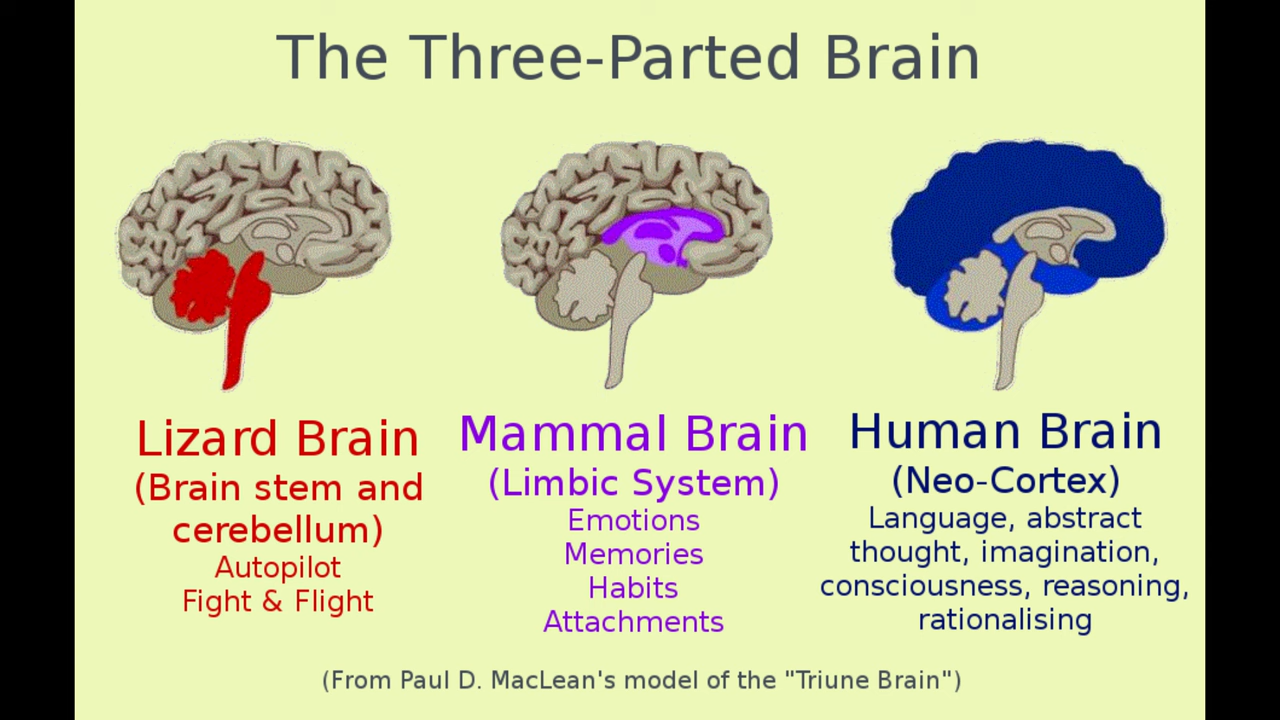 The Three-Parted Brain
Lizard Brain
(Brain stem and
cerebellum)
Autopilot
Fight & Flight
Mammal Brain
(Limbic System)
Emotions
Memories
Habits
Attachments
Human Brain
(Neo-Cortex)
Language, abstract
thought, imagination,
consciousness, reasoning,
rationalising
(From Paul D. MacLean's model of the "Triune Brain")